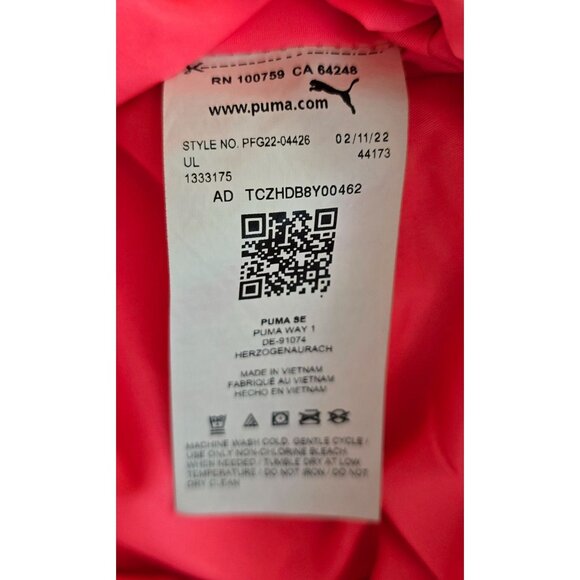 RN 100759 CA 64248
www.puma.com
STYLE NO. PFG22-04426 02/11/22
UL 44173
1333175
AD TCZHDB8Y00462
PUMA SE
PUMA WAY 1
DE-91074
HERZOGENAURACH
MADE IN VIETNAM
FABRIQUÉ AU VIETNAM
HECHO EN VIETNAM
MACHINE WASH COLD, GENTLE CYCLE /
USE ONLY NON-CHLORINE BLEACH
WHEN NEEDED / TUMBLE DRY AT LOW
TEMPERATURE / DO NOT IRON / DO NOT
DRY CLEAN